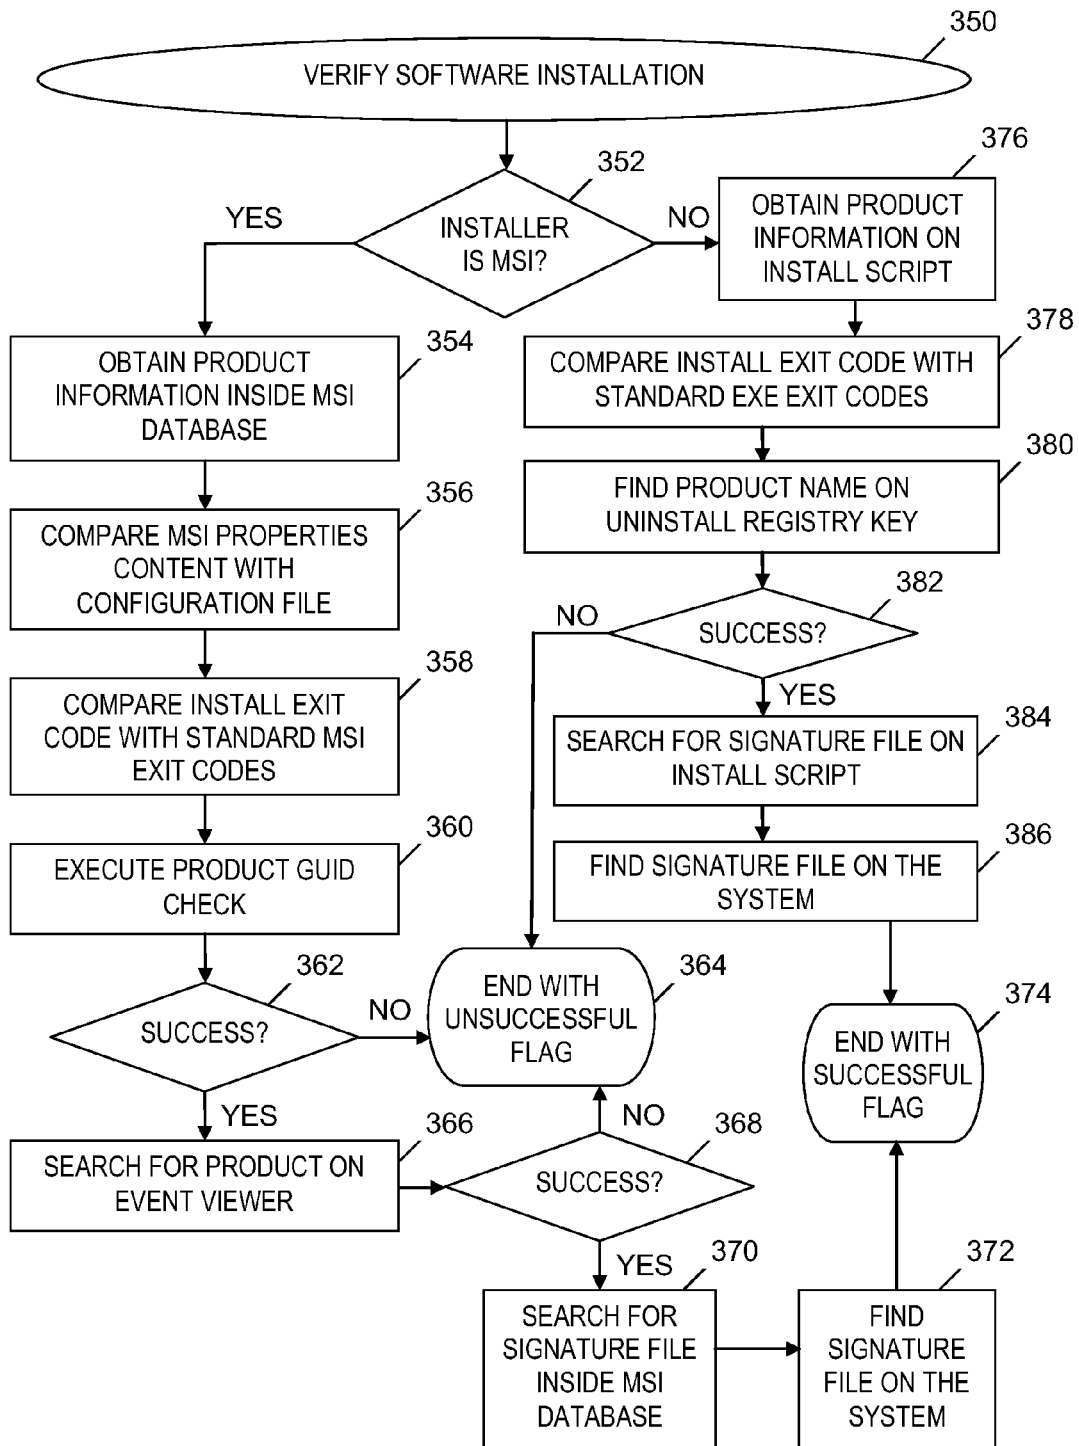 350
VERIFY SOFTWARE INSTALLATION
352
INSTALLER
IS MSI?
YES
NO
376
OBTAIN PRODUCT
INFORMATION ON
INSTALL SCRIPT
354
OBTAIN PRODUCT
INFORMATION INSIDE MSI
DATABASE
378
COMPARE INSTALL EXIT CODE WITH
STANDARD EXE EXIT CODES
356
COMPARE MSI PROPERTIES
CONTENT WITH
CONFIGURATION FILE
380
FIND PRODUCT NAME ON
UNINSTALL REGISTRY KEY
358
COMPARE INSTALL EXIT
CODE WITH STANDARD MSI
EXIT CODES
382
SUCCESS?
NO
YES
384
SEARCH FOR SIGNATURE FILE ON
INSTALL SCRIPT
360
EXECUTE PRODUCT GUID
CHECK
386
FIND SIGNATURE FILE ON THE
SYSTEM
362
SUCCESS?
NO
YES
364
END WITH
UNSUCCESSFUL
FLAG
374
END WITH
SUCCESSFUL
FLAG
366
SEARCH FOR PRODUCT ON
EVENT VIEWER
368
SUCCESS?
NO
YES
370
SEARCH FOR
SIGNATURE FILE
INSIDE MSI
DATABASE
372
FIND
SIGNATURE
FILE ON THE
SYSTEM